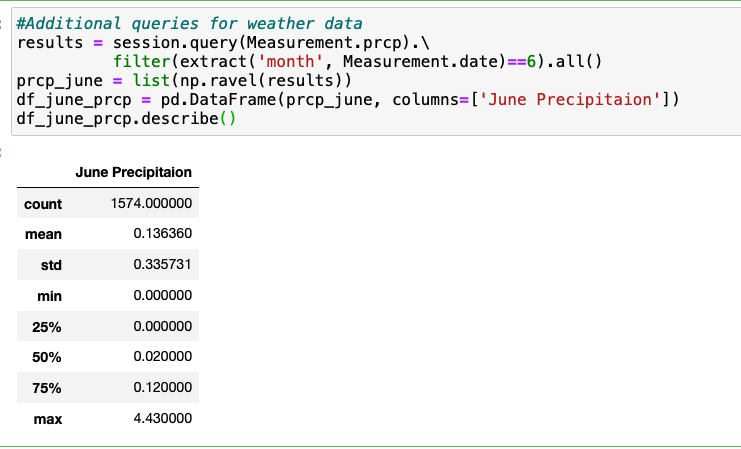 #Additional queries for weather data
results = session.query(Measurement.prcp).\
          filter(extract('month', Measurement.date)==6).all()
prcp_june = list(np.ravel(results))
df_june_prcp = pd.DataFrame(prcp_june, columns=['June Precipitaion'])
df_june_prcp.describe()
June Precipitaion
count 1574.000000
mean 0.136360
std 0.335731
min 0.000000
25% 0.000000
50% 0.020000
75% 0.120000
max 4.430000